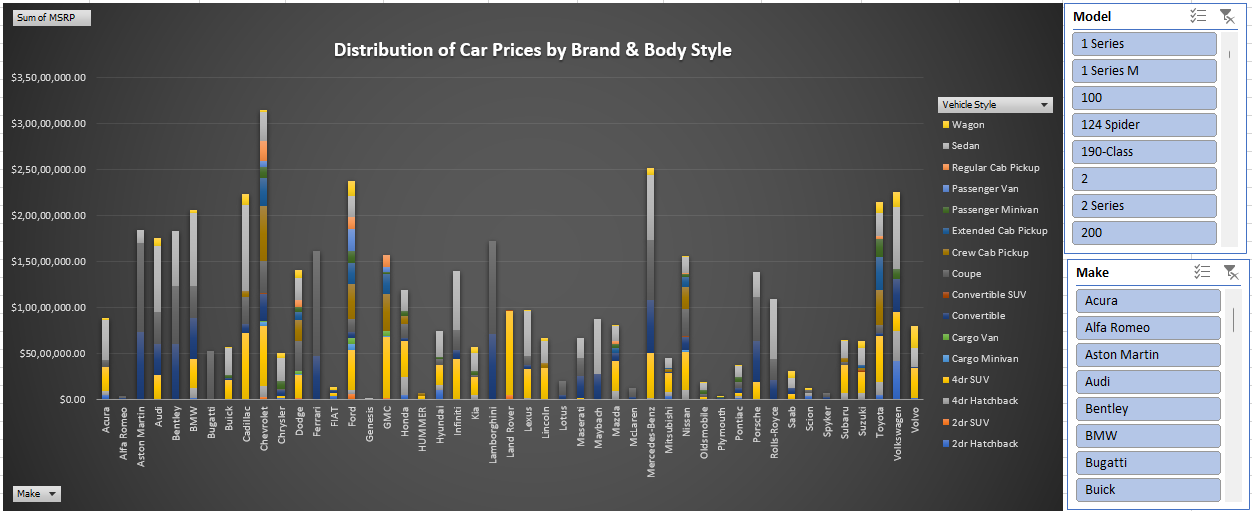 Sum of MSRP
Distribution of Car Prices by Brand & Body Style
$3,50,00,000.00
$3,00,00,000.00
$2,50,00,000.00
$2,00,00,000.00
$1,50,00,000.00
$1,00,00,000.00
$50,00,000.00
$0.00
Acura
Alfa Romeo
Aston Martin
Audi
Bentley
BMW
Bugatti
Buick
Cadillac
Chevrolet
Chrysler
Dodge
Ferrari
FIAT
Ford
Genesis
GMC
Honda
HUMMER
Hyundai
Infiniti
Kia
Lamborghini
Land Rover
Lexus
Lincoln
Lotus
Maserati
Maybach
Mazda
McLaren
Mercedes-Benz
Mitsubishi
Nissan
Oldsmobile
Plymouth
Pontiac
Porsche
Rolls-Royce
Saab
Scion
Spyker
Subaru
Suzuki
Toyota
Volkswagen
Volvo
Make
Vehicle Style
Wagon
Sedan
Regular Cab Pickup
Passenger Van
Passenger Minivan
Extended Cab Pickup
Crew Cab Pickup
Coupe
Convertible SUV
Convertible
Cargo Van
Cargo Minivan
4dr SUV
4dr Hatchback
2dr SUV
2dr Hatchback
Model
1 Series
1 Series M
100
124 Spider
190-Class
2
2 Series
200
Make
Acura
Alfa Romeo
Aston Martin
Audi
Bentley
BMW
Bugatti
Buick